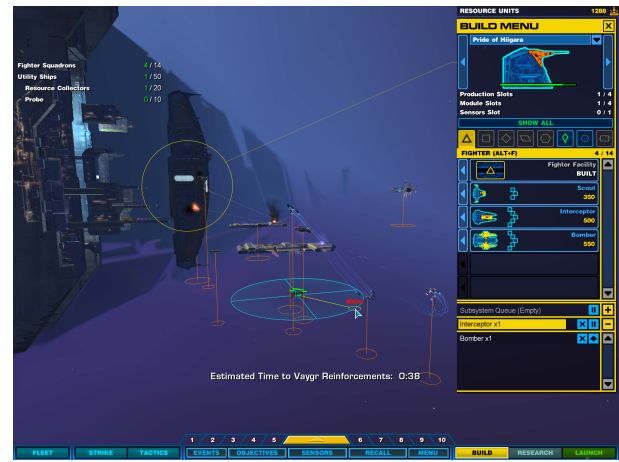 RESOURCE UNITS 1288
BUILD MENU X
Pride of Hiigara
Fighter Squadrons 4 / 14
Utility Ships 1 / 50
Resource Collectors 1 / 20
Probe 0 / 10
Production Slots 1 / 4
Module Slots 1 / 4
Sensors Slot 0 / 1
SHOW ALL
FIGHTER (ALT+F) 4 / 14
Fighter Facility
BUILT
Scout
350
Interceptor
500
Bomber
550
Subsystem Queue (Empty)
Interceptor x1
Bomber x1
Estimated Time to Vaygr Reinforcements: 0:38
1 2 3 4 5 6 7 8 9 10
FLEET STRIKE TACTICS EVENTS OBJECTIVES SENSORS RECALL MENU BUILD RESEARCH LAUNCH